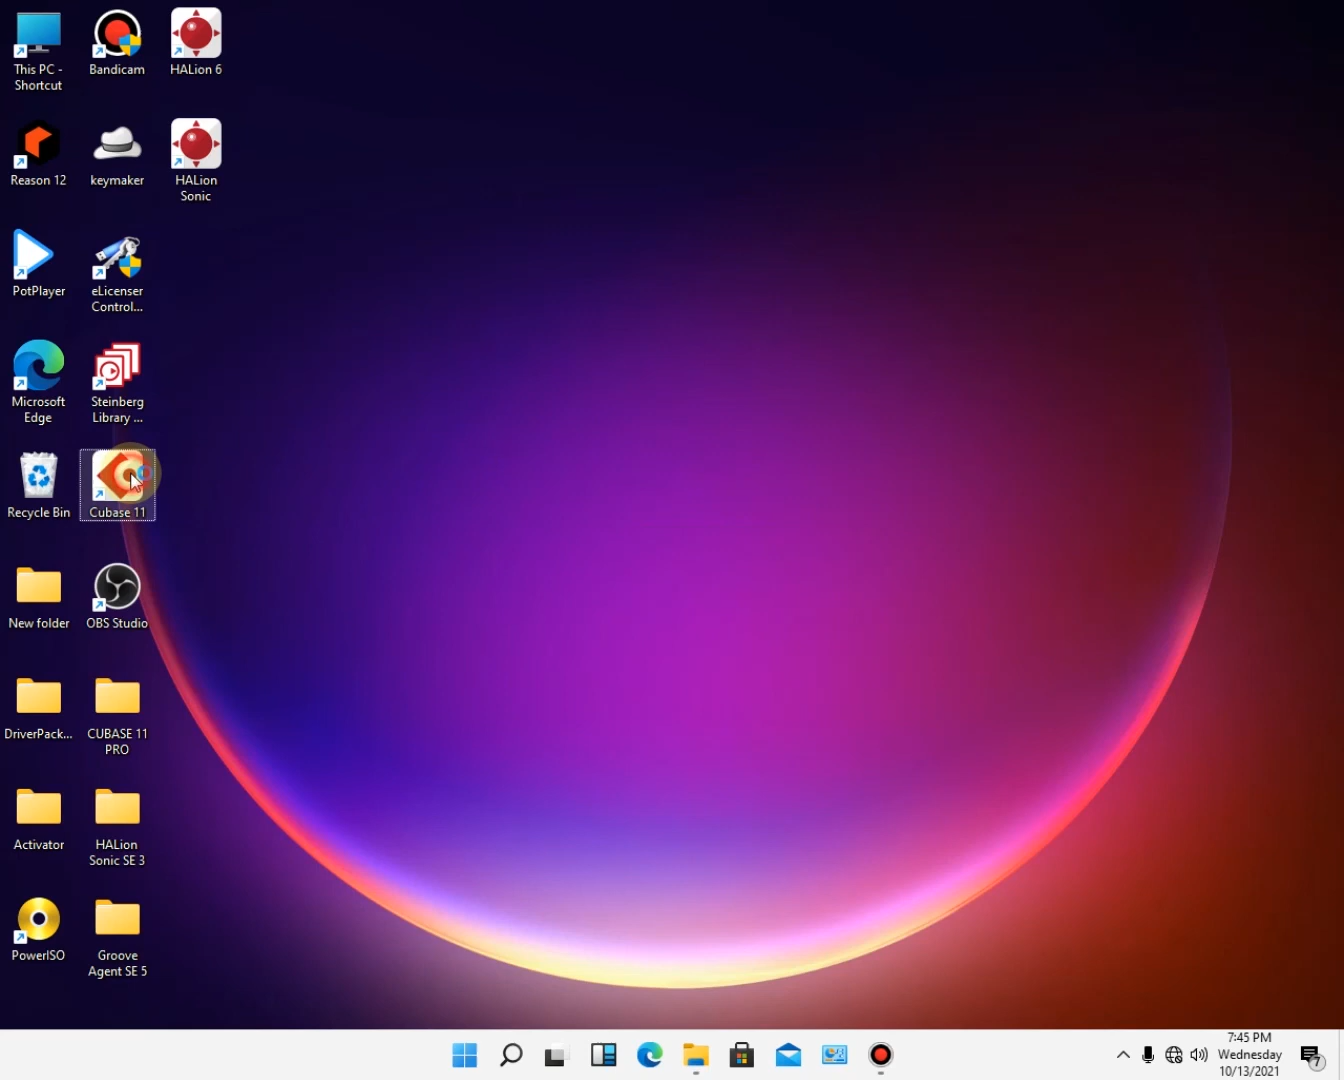 This PC -
Shortcut
Bandicam
HALion 6
Reason 12
keymaker
HALion
Sonic
PotPlayer
eLicenser
Control...
Microsoft
Edge
Steinberg
Library ...
Recycle Bin
Cubase 11
New folder
OBS Studio
DriverPack...
CUBASE 11
PRO
Activator
HALion
Sonic SE 3
PowerISO
Groove
Agent SE 5
7:45 PM
Wednesday
10/13/2021
7